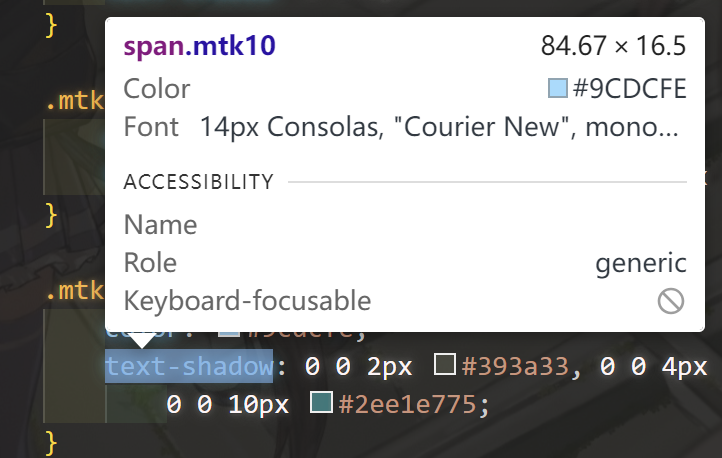 }
span.mtk10 84.67 × 16.5
Color #9CDCFE
Font 14px Consolas, "Courier New", mono...
.mtk
ACCESSIBILITY
}
Name
Role generic
.mtk
Keyboard-focusable
color: #9cdcfe;
text-shadow: 0 0 2px #393a33, 0 0 4px
0 0 10px #2ee1e775;
}